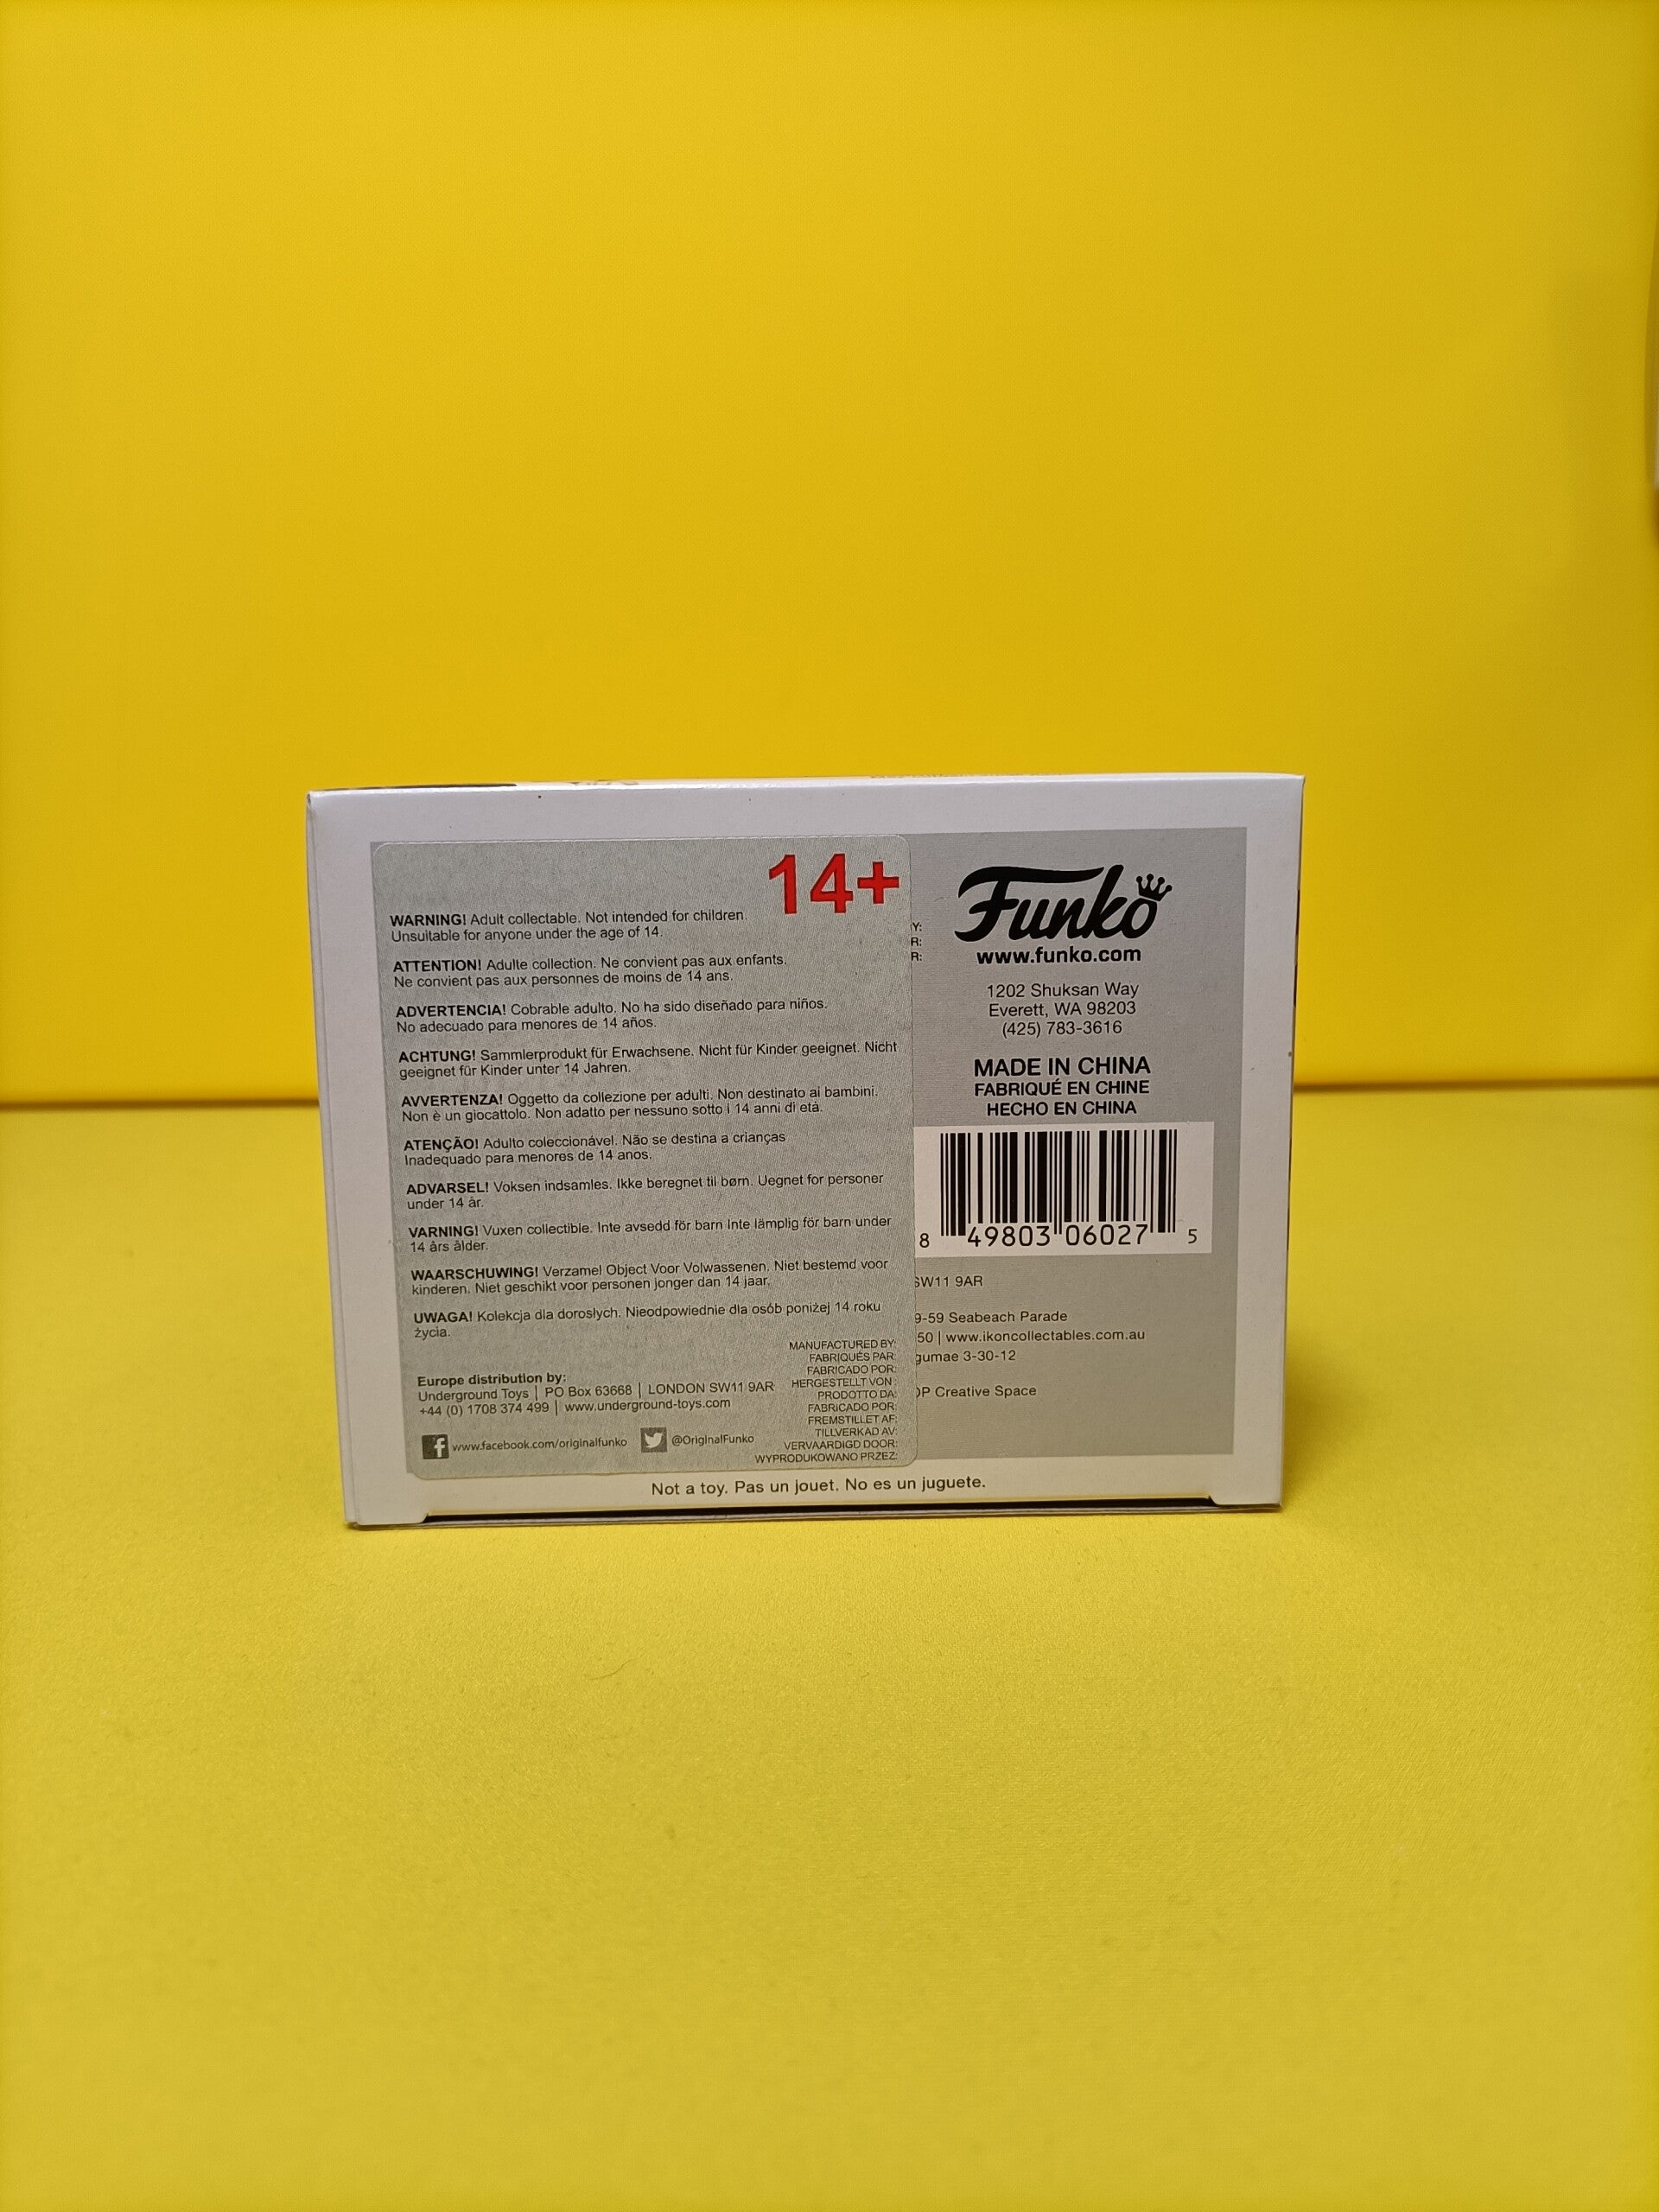 14+
WARNING! Adult collectable. Not intended for children.
Unsuitable for anyone under the age of 14.
ATTENTION! Adulte collection. Ne convient pas aux enfants.
Ne convient pas aux personnes de moins de 14 ans.
ADVERTENCIA! Cobrable adulto. No ha sido diseñado para niños.
No adecuado para menores de 14 años.
ACHTUNG! Sammlerprodukt für Erwachsene. Nicht für Kinder geeignet. Nicht
geeignet für Kinder unter 14 Jahren.
AVVERTENZA! Oggetto da collezione per adulti. Non destinato ai bambini.
Non è un giocattolo. Non adatto per nessuno sotto i 14 anni di età.
ATENÇÃO! Adulto coleccionável. Não se destina a crianças
Inadequado para menores de 14 anos.
ADVARSEL! Voksen indsamles. Ikke beregnet til børn. Uegnet for personer
under 14 år.
VARNING! Vuxen collectible. Inte avsedd för barn Inte lämplig för barn under
14 års ålder.
WAARSCHUWING! Verzamel Object Voor Volwassenen. Niet bestemd voor
kinderen. Niet geschikt voor personen jonger dan 14 jaar.
UWAGA! Kolekcja dla dorosłych. Nieodpowiednie dla osób poniżej 14 roku
życia.
Europe distribution by:
Underground Toys | PO Box 63668 | LONDON SW11 9AR
+44 (0) 1708 374 499 | www.underground-toys.com
www.facebook.com/originalfunko @OriginalFunko
MANUFACTURED BY:
FABRIQUÉS PAR:
FABRICADO POR:
HERGESTELLT VON:
PRODOTTO DA:
FABRICADO POR:
FREMSTILLET AF:
TILLVERKAD AV:
VERVAARDIGD DOOR:
WYPRODUKOWANO PRZEZ:
Y:
R:
R:
Funko
www.funko.com
1202 Shuksan Way
Everett, WA 98203
(425) 783-3616
MADE IN CHINA
FABRIQUÉ EN CHINE
HECHO EN CHINA
8 49803 06027 5
SW11 9AR
9-59 Seabeach Parade
50 | www.ikoncollectables.com.au
gumae 3-30-12
OP Creative Space
Not a toy. Pas un jouet. No es un juguete.